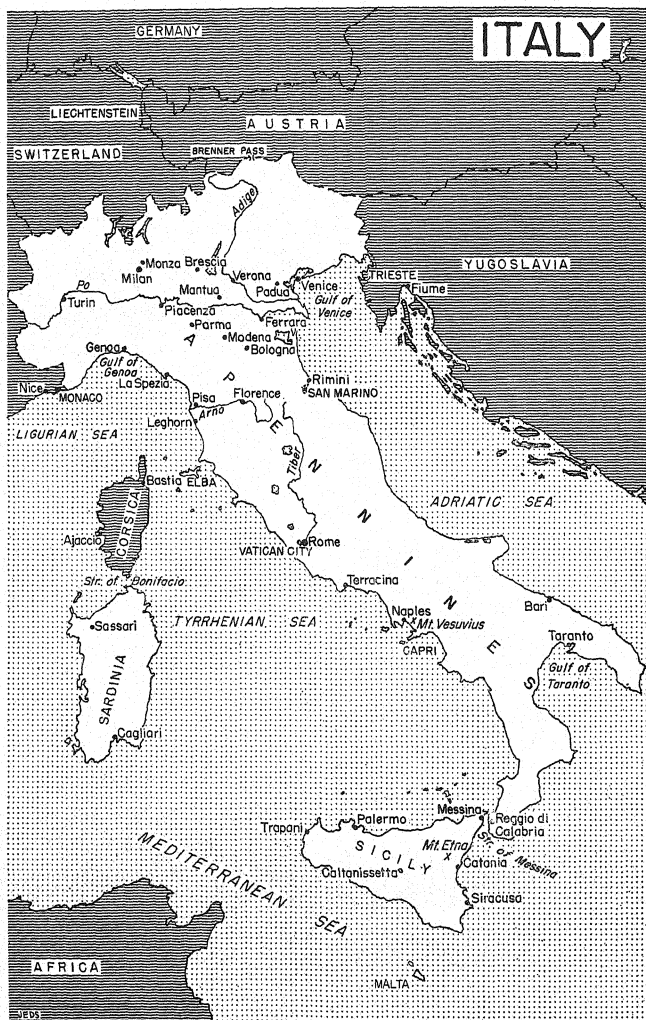 GERMANY
ITALY
LIECHTENSTEIN
AUSTRIA
SWITZERLAND
BRENNER PASS
Adige
Monza
Brescia
Milan
Verona
Padua
Venice
TRIESTE
Fiume
YUGOSLAVIA
Po
Turin
Mantua
Gulf of
Venice
Piacenza
Parma
Ferrara
Madena
Bologna
Genoa
Gulf of
Genoa
La Spezia
Rimini
SAN MARINO
Nice
MONACO
Pisa
Florence
Arno
Leghorn
LIGURIAN SEA
APENNINES
Tiber
Bastia
ELBA
CORSICA
ADRIATIC SEA
Ajaccio
VATICAN CITY
Rome
Str. of Bonifacio
Terracina
Sassari
TYRRHENIAN SEA
Naples
Mt. Vesuvius
Bari
CAPRI
Taranto
Gulf of
Taranto
SARDINIA
Cagliari
Messina
Reggio di
Calabria
Trapani
Palermo
SICILY
Mt. Etna
x
Str. of Messina
Catania
Caltanissetta
MEDITERRANEAN SEA
Siracusa
AFRICA
MALTA
JEDS